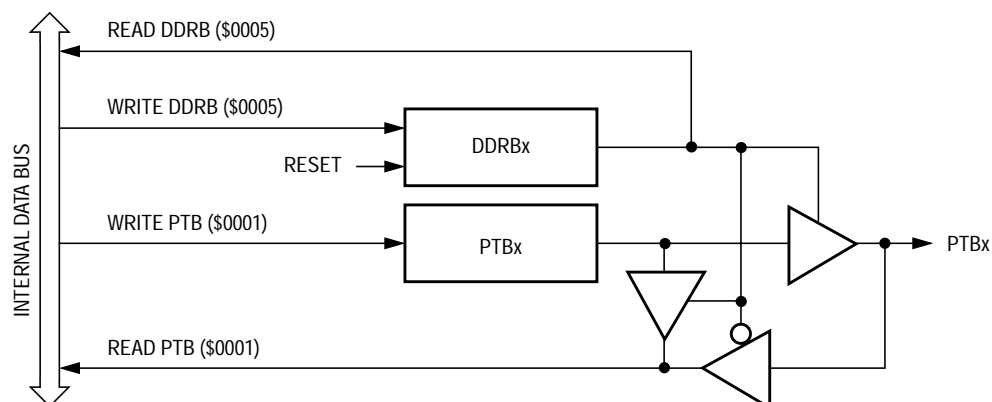 READ DDRB ($0005)
WRITE DDRB ($0005)
DDRBx
RESET
WRITE PTB ($0001)
PTBx
PTBx
READ PTB ($0001)
INTERNAL DATA BUS